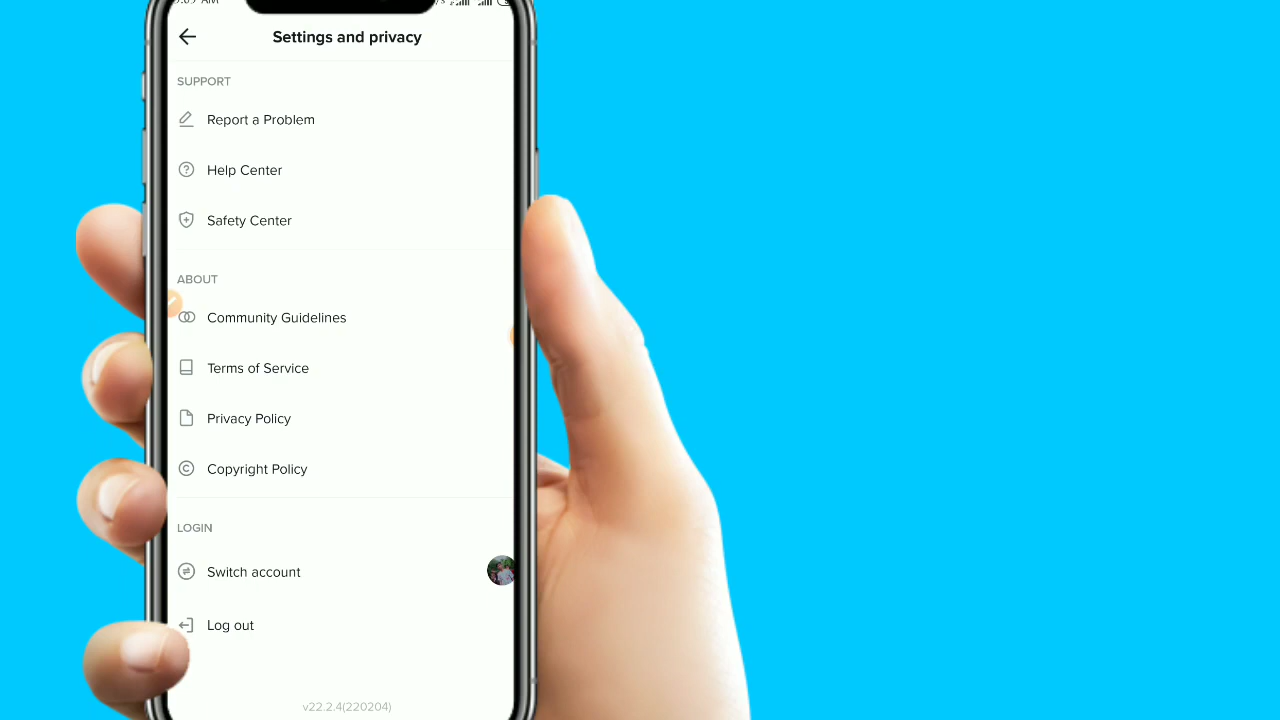 Settings and privacy
SUPPORT
Report a Problem
Help Center
Safety Center
ABOUT
Community Guidelines
Terms of Service
Privacy Policy
Copyright Policy
LOGIN
Switch account
Log out
v22.2.4(220204)